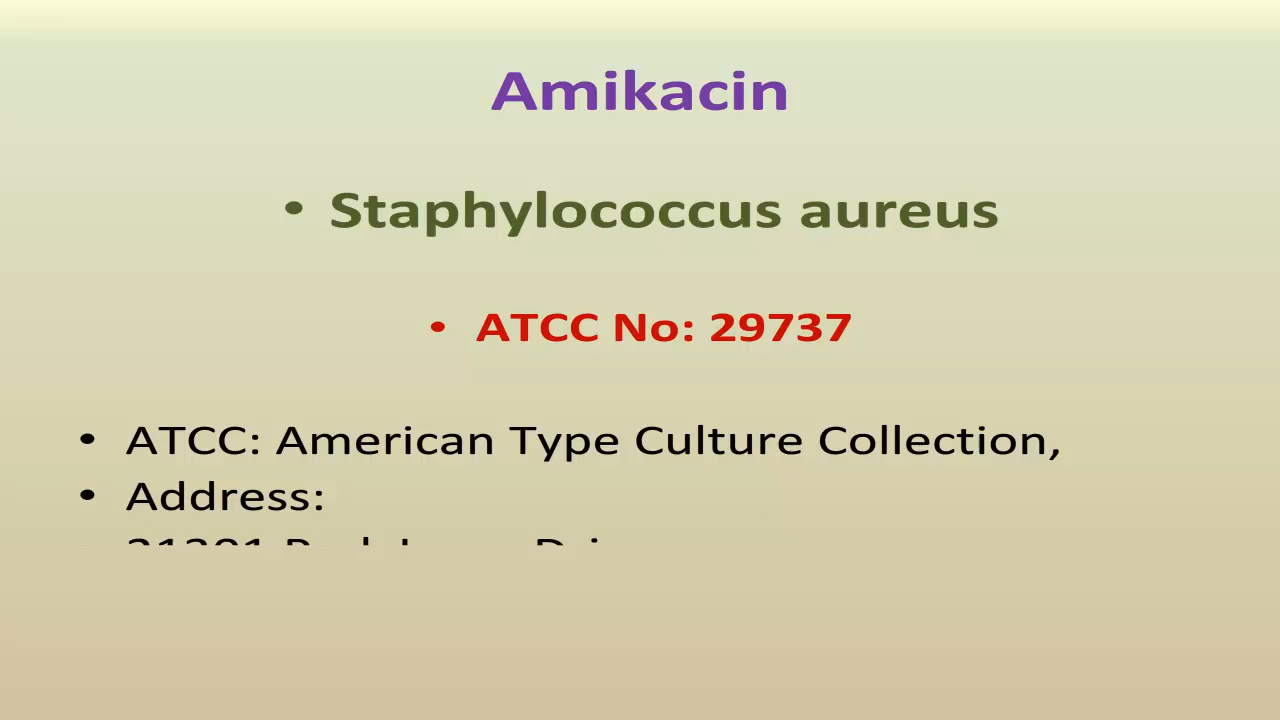 Amikacin
• Staphylococcus aureus
• ATCC No: 29737
• ATCC: American Type Culture Collection,
• Address: